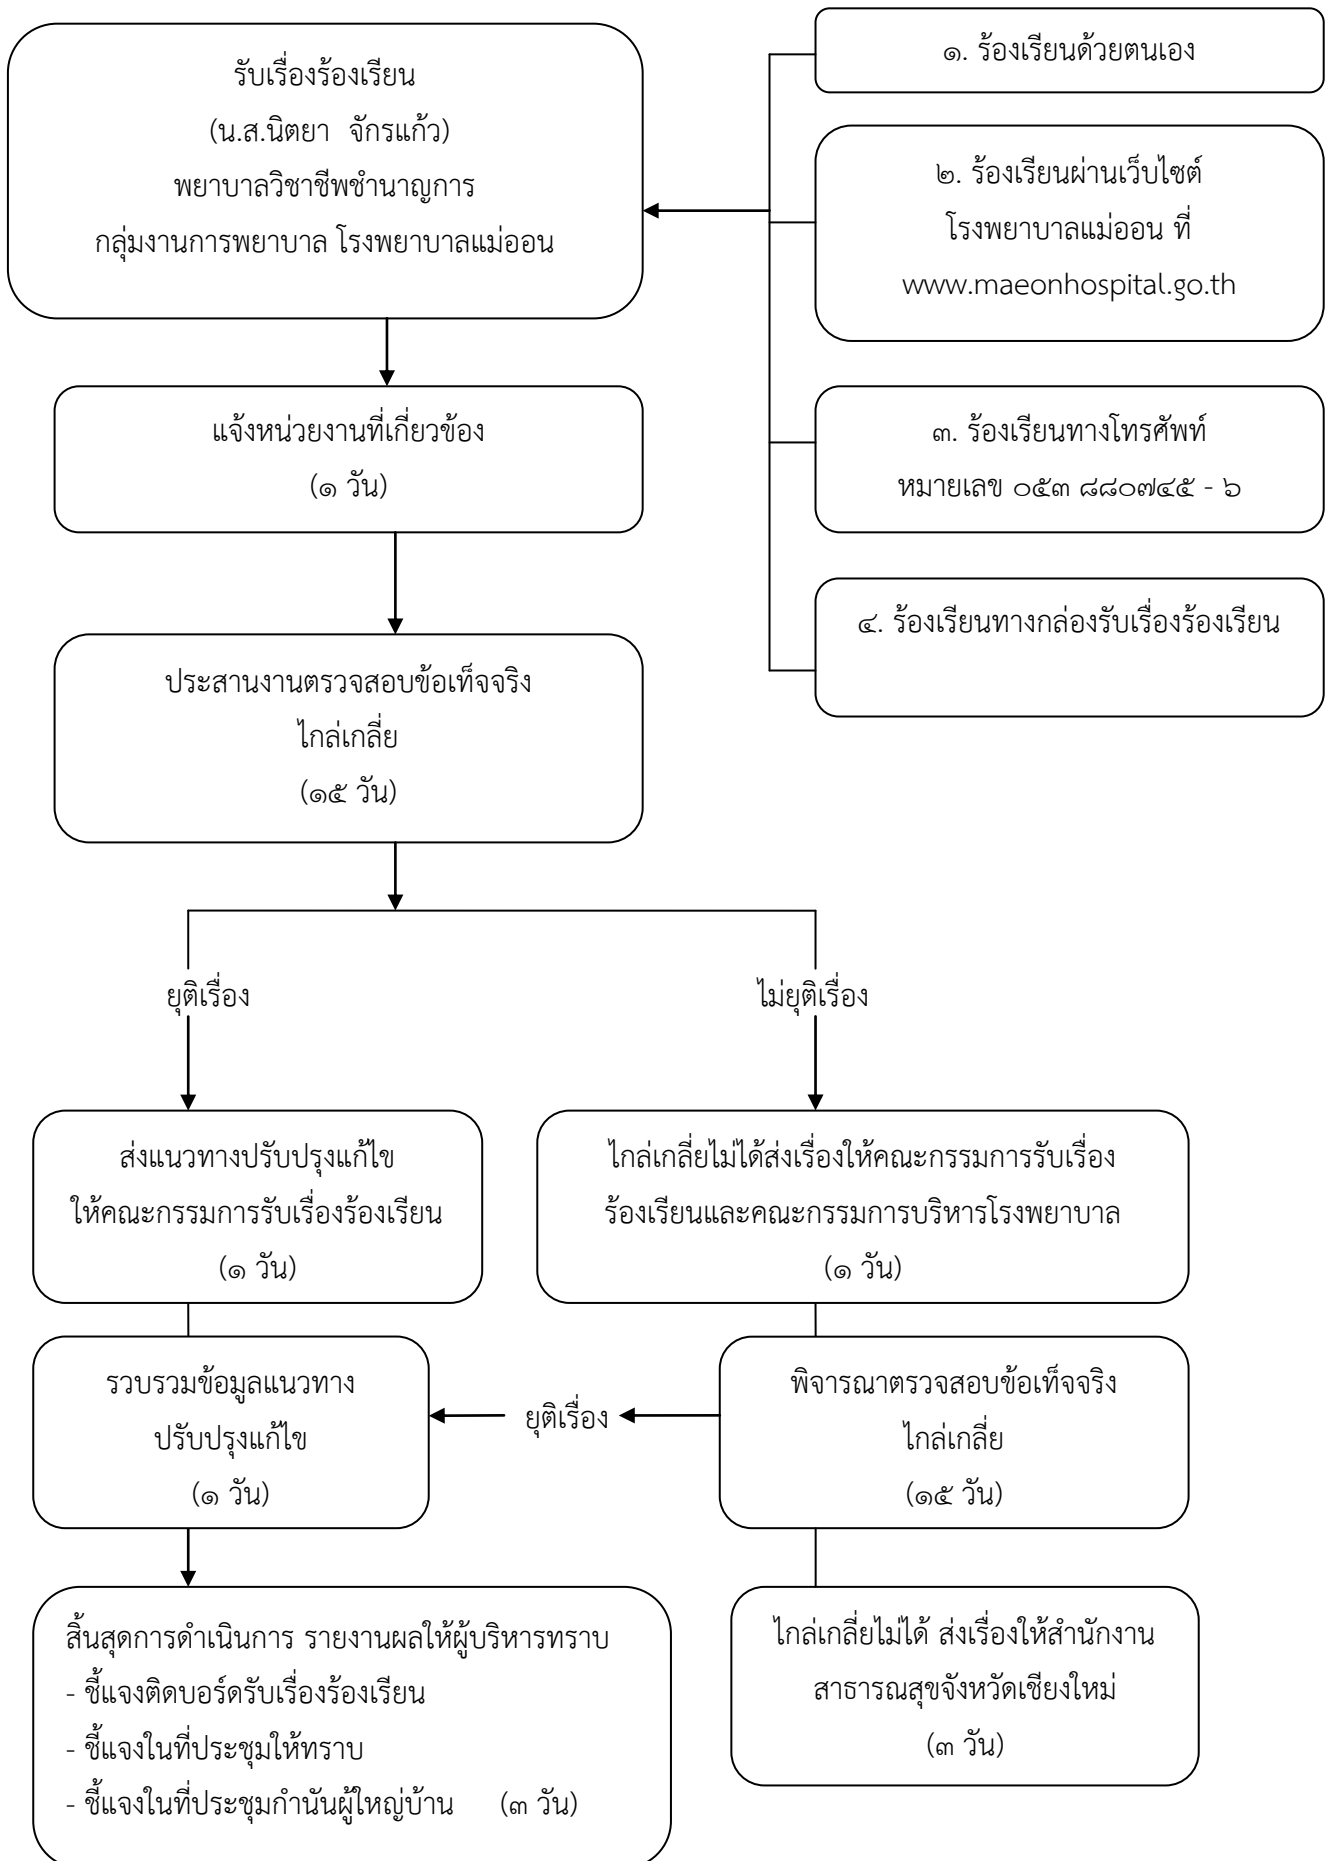 รับเรื่องร้องเรียน
(น.ส.นิตยา จักรแก้ว)
พยาบาลวิชาชีพชำนาญการ
กลุ่มงานการพยาบาล โรงพยาบาลแม่ออน
๑. ร้องเรียนด้วยตนเอง
๒. ร้องเรียนผ่านเว็บไซต์
โรงพยาบาลแม่ออน ที่
www.maeonhospital.go.th
๓. ร้องเรียนทางโทรศัพท์
หมายเลข ๐๕๓ ๘๘๐๗๔๕ - ๖
๔. ร้องเรียนทางกล่องรับเรื่องร้องเรียน
แจ้งหน่วยงานที่เกี่ยวข้อง
(๑ วัน)
ประสานงานตรวจสอบข้อเท็จจริง
ไกล่เกลี่ย
(๑๕ วัน)
ยุติเรื่อง
ไม่ยุติเรื่อง
ส่งแนวทางปรับปรุงแก้ไข
ให้คณะกรรมการรับเรื่องร้องเรียน
(๑ วัน)
ไกล่เกลี่ยไม่ได้ส่งเรื่องให้คณะกรรมการรับเรื่อง
ร้องเรียนและคณะกรรมการบริหารโรงพยาบาล
(๑ วัน)
รวบรวมข้อมูลแนวทาง
ปรับปรุงแก้ไข
(๑ วัน)
ยุติเรื่อง
พิจารณาตรวจสอบข้อเท็จจริง
ไกล่เกลี่ย
(๑๕ วัน)
สิ้นสุดการดำเนินการ รายงานผลให้ผู้บริหารทราบ
- ชี้แจงติดบอร์ดรับเรื่องร้องเรียน
- ชี้แจงในที่ประชุมให้ทราบ
- ชี้แจงในที่ประชุมกำนันผู้ใหญ่บ้าน (๓ วัน)
ไกล่เกลี่ยไม่ได้ ส่งเรื่องให้สำนักงาน
สาธารณสุขจังหวัดเชียงใหม่
(๓ วัน)